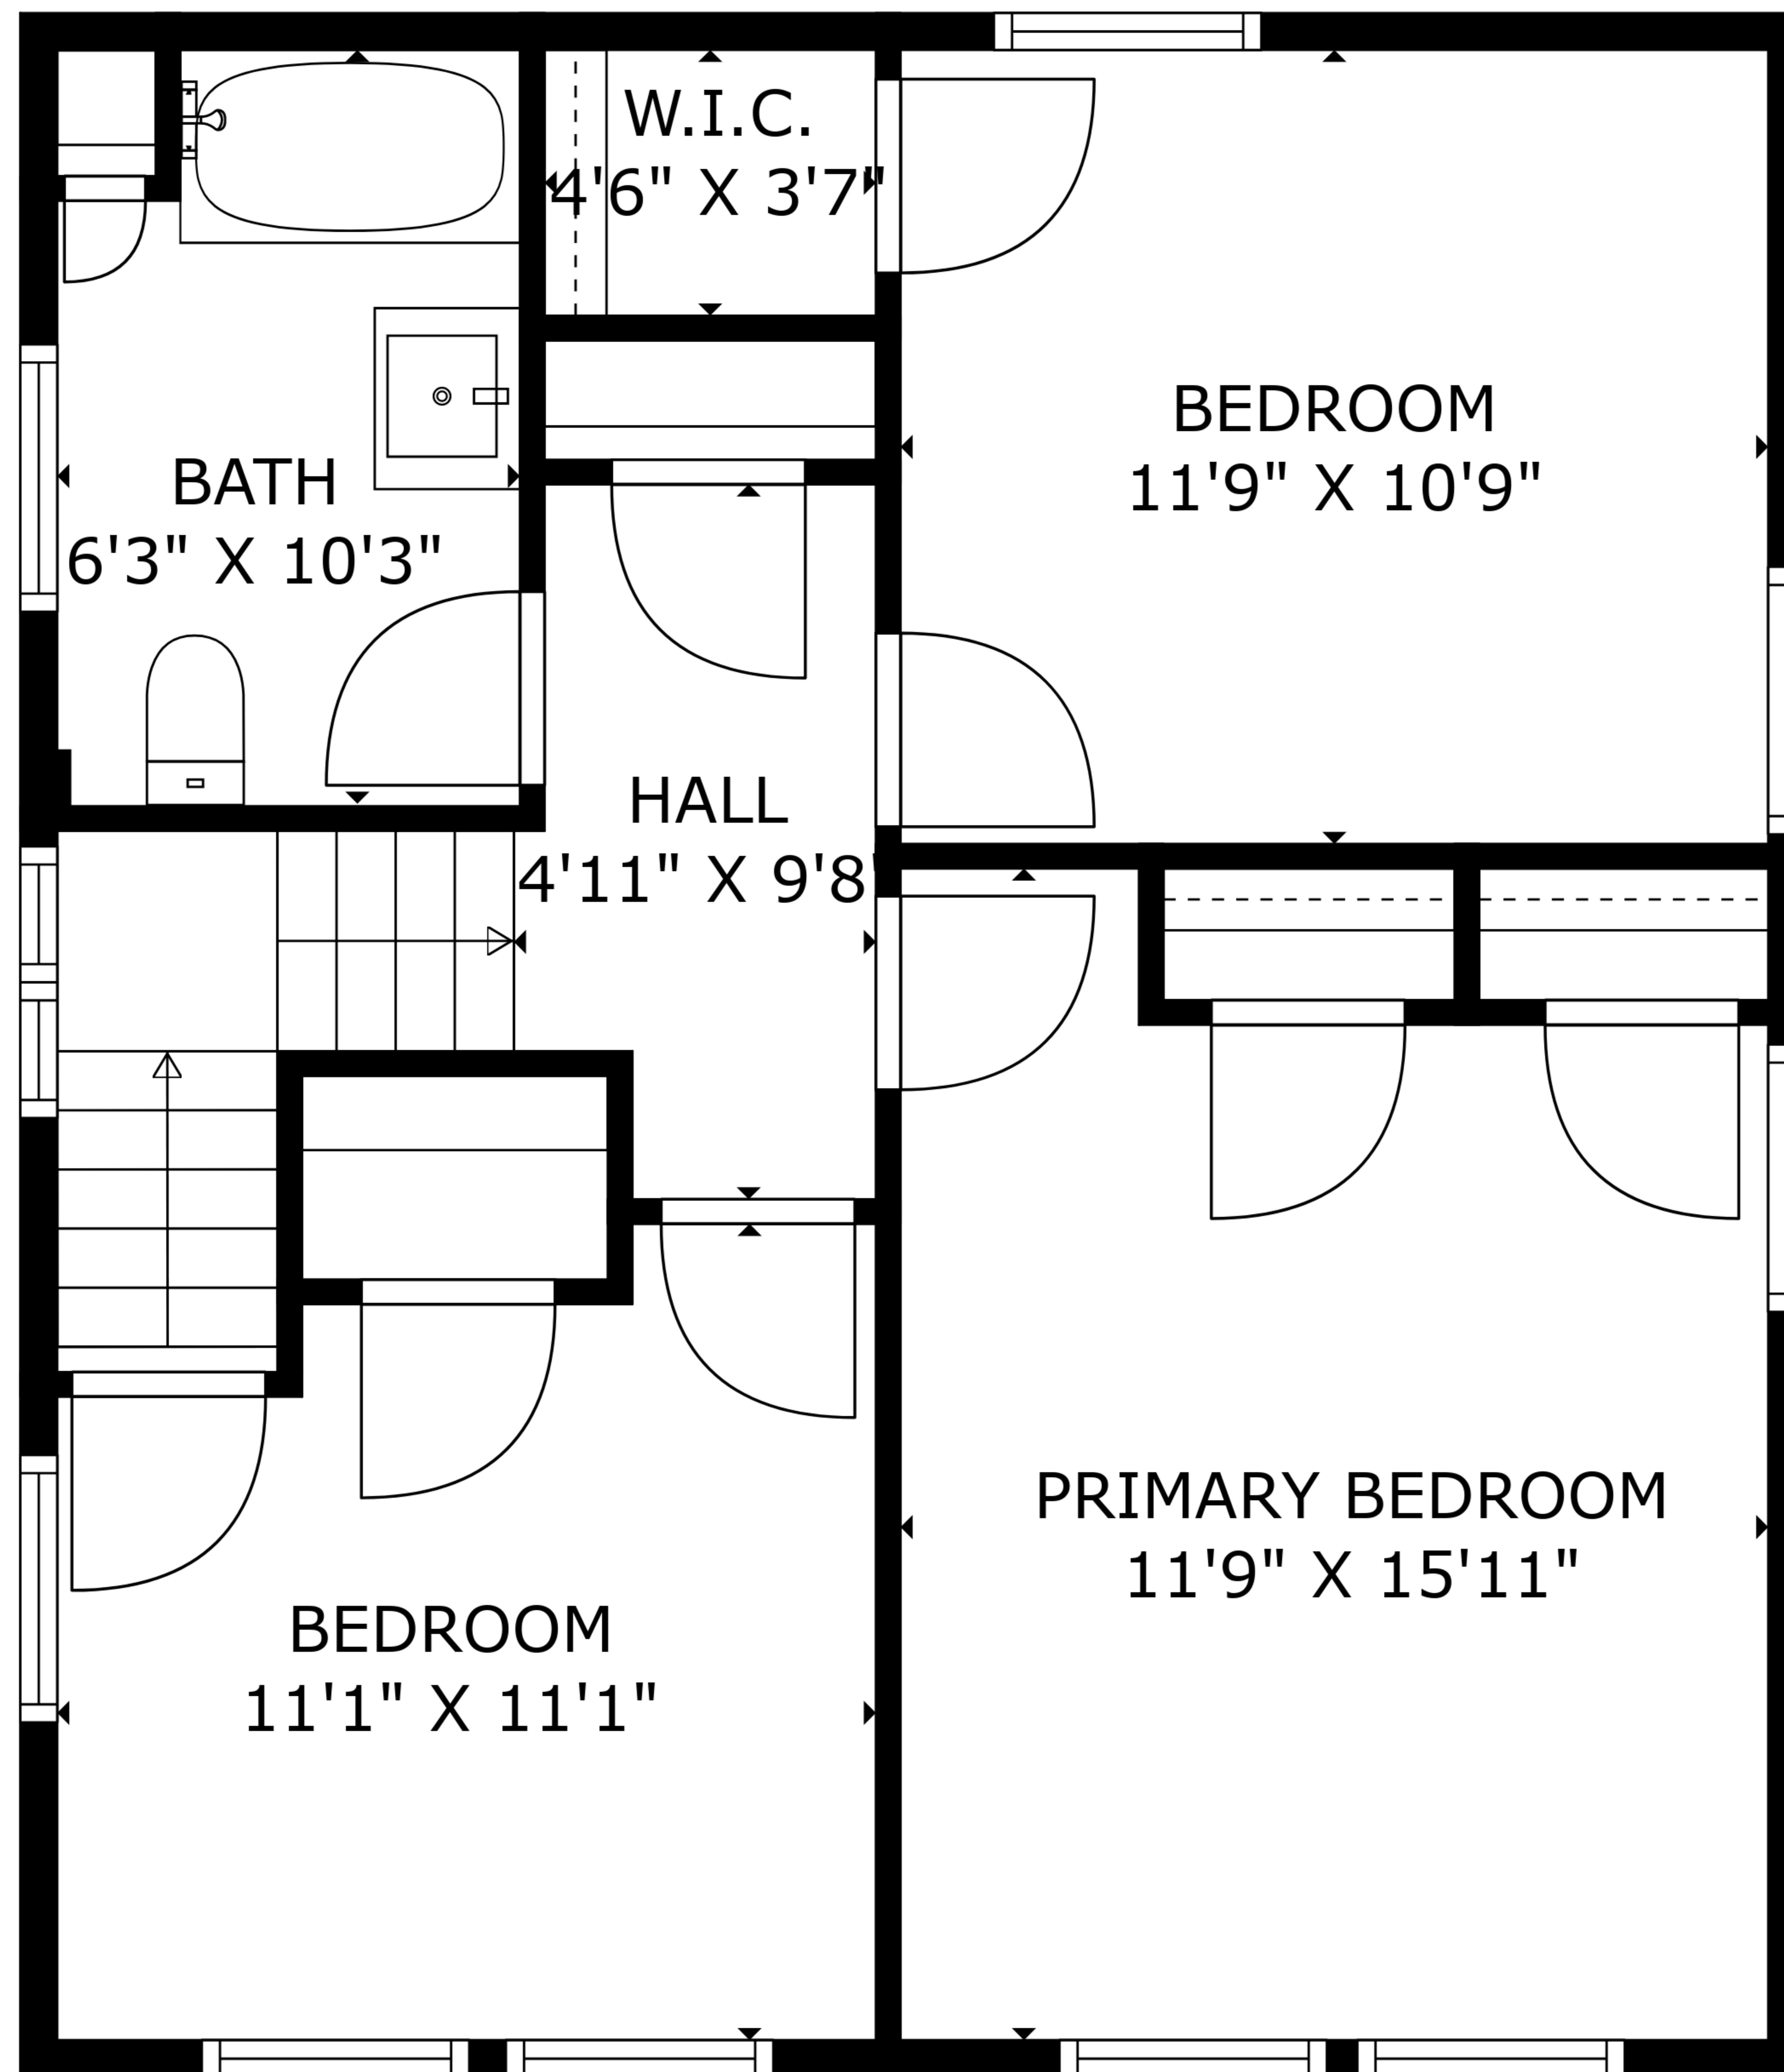 W.I.C.
4'6" X 3'7"
BEDROOM
11'9" X 10'9"
BATH
6'3" X 10'3"
HALL
4'11" X 9'8"
PRIMARY BEDROOM
11'9" X 15'11"
BEDROOM
11'1" X 11'1"